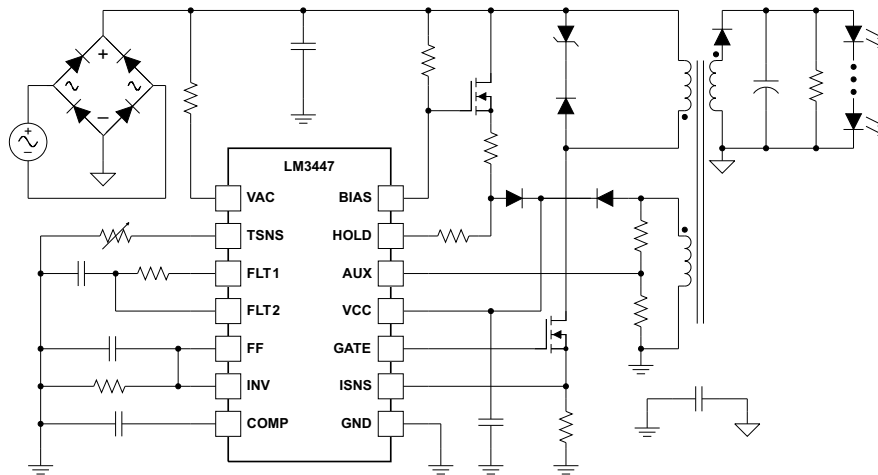 LM3447
VAC BIAS
TSNS HOLD
FLT1 AUX
FLT2 VCC
FF GATE
INV ISNS
COMP GND